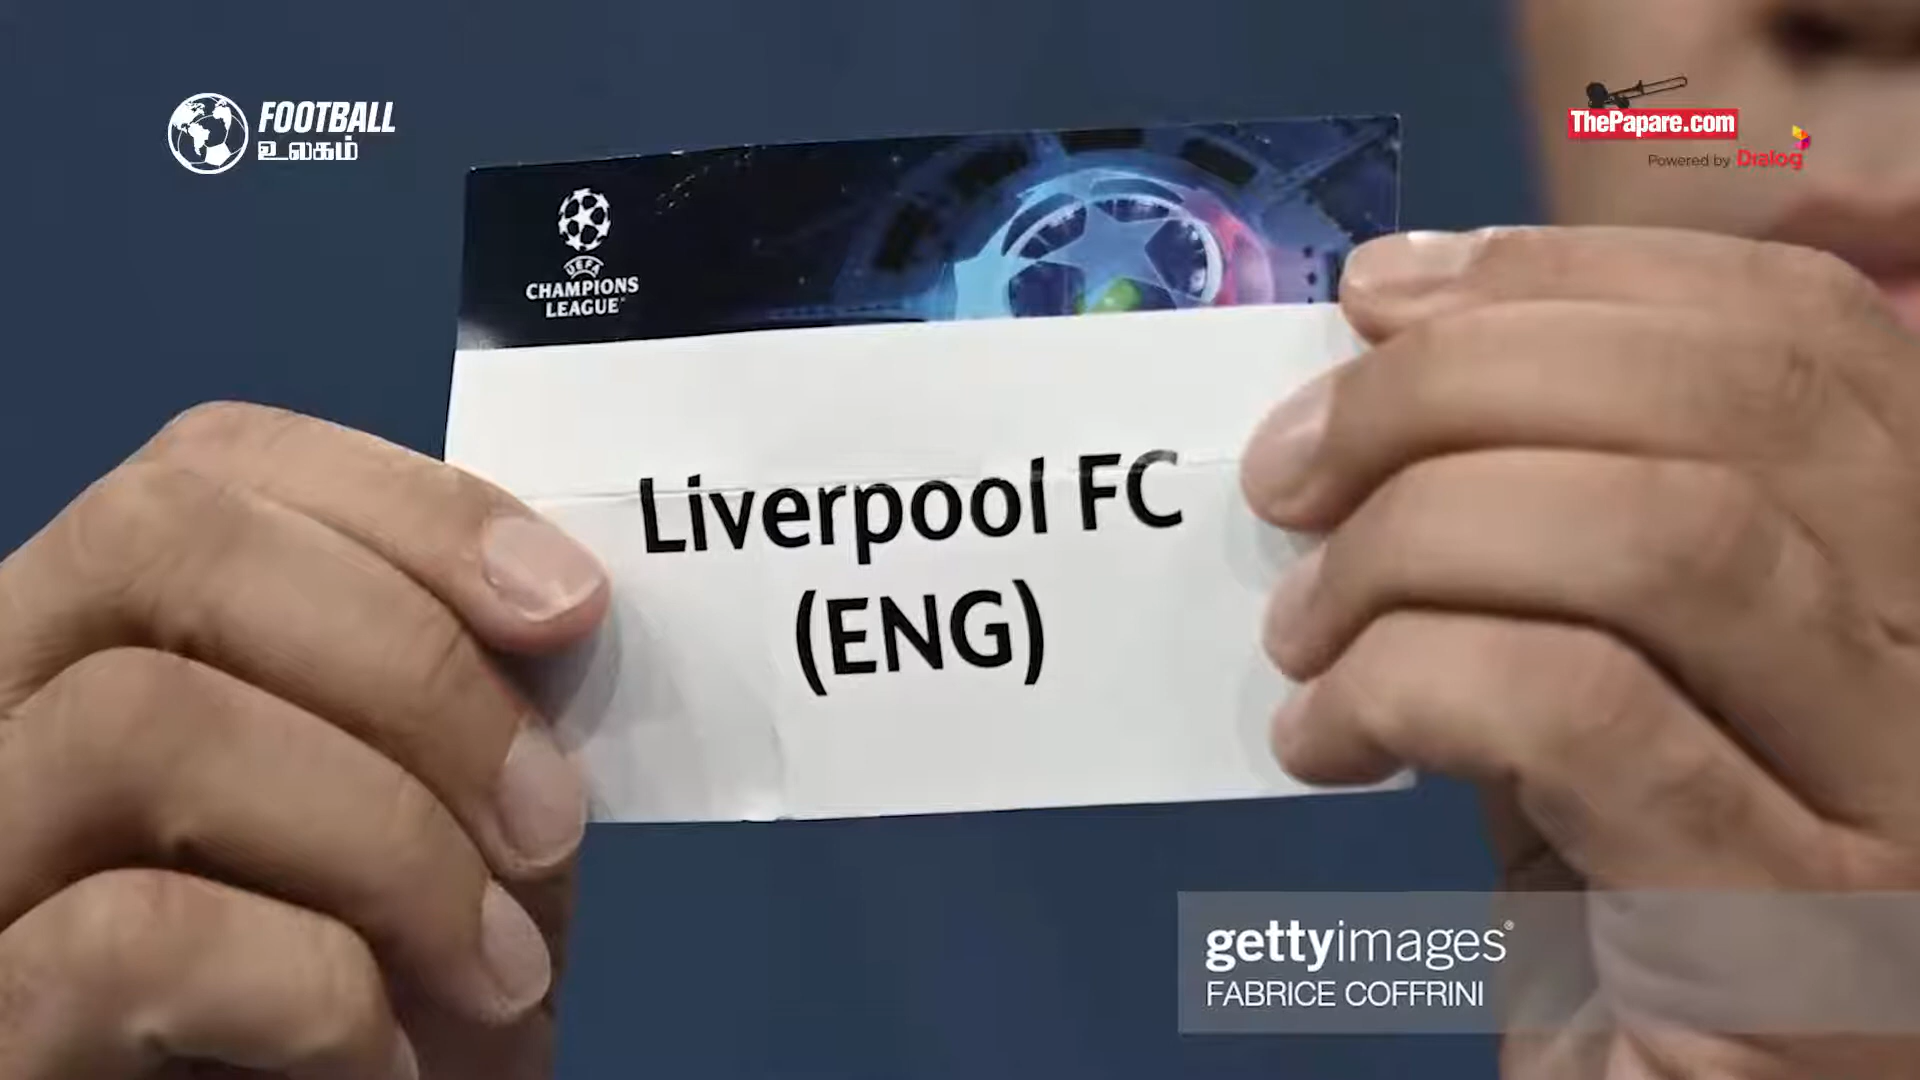 FOOTBALL
உலகம்
ThePapare.com
Powered by Dialog
UEFA
CHAMPIONS
LEAGUE
Liverpool FC
(ENG)
gettyimages®
FABRICE COFFRINI